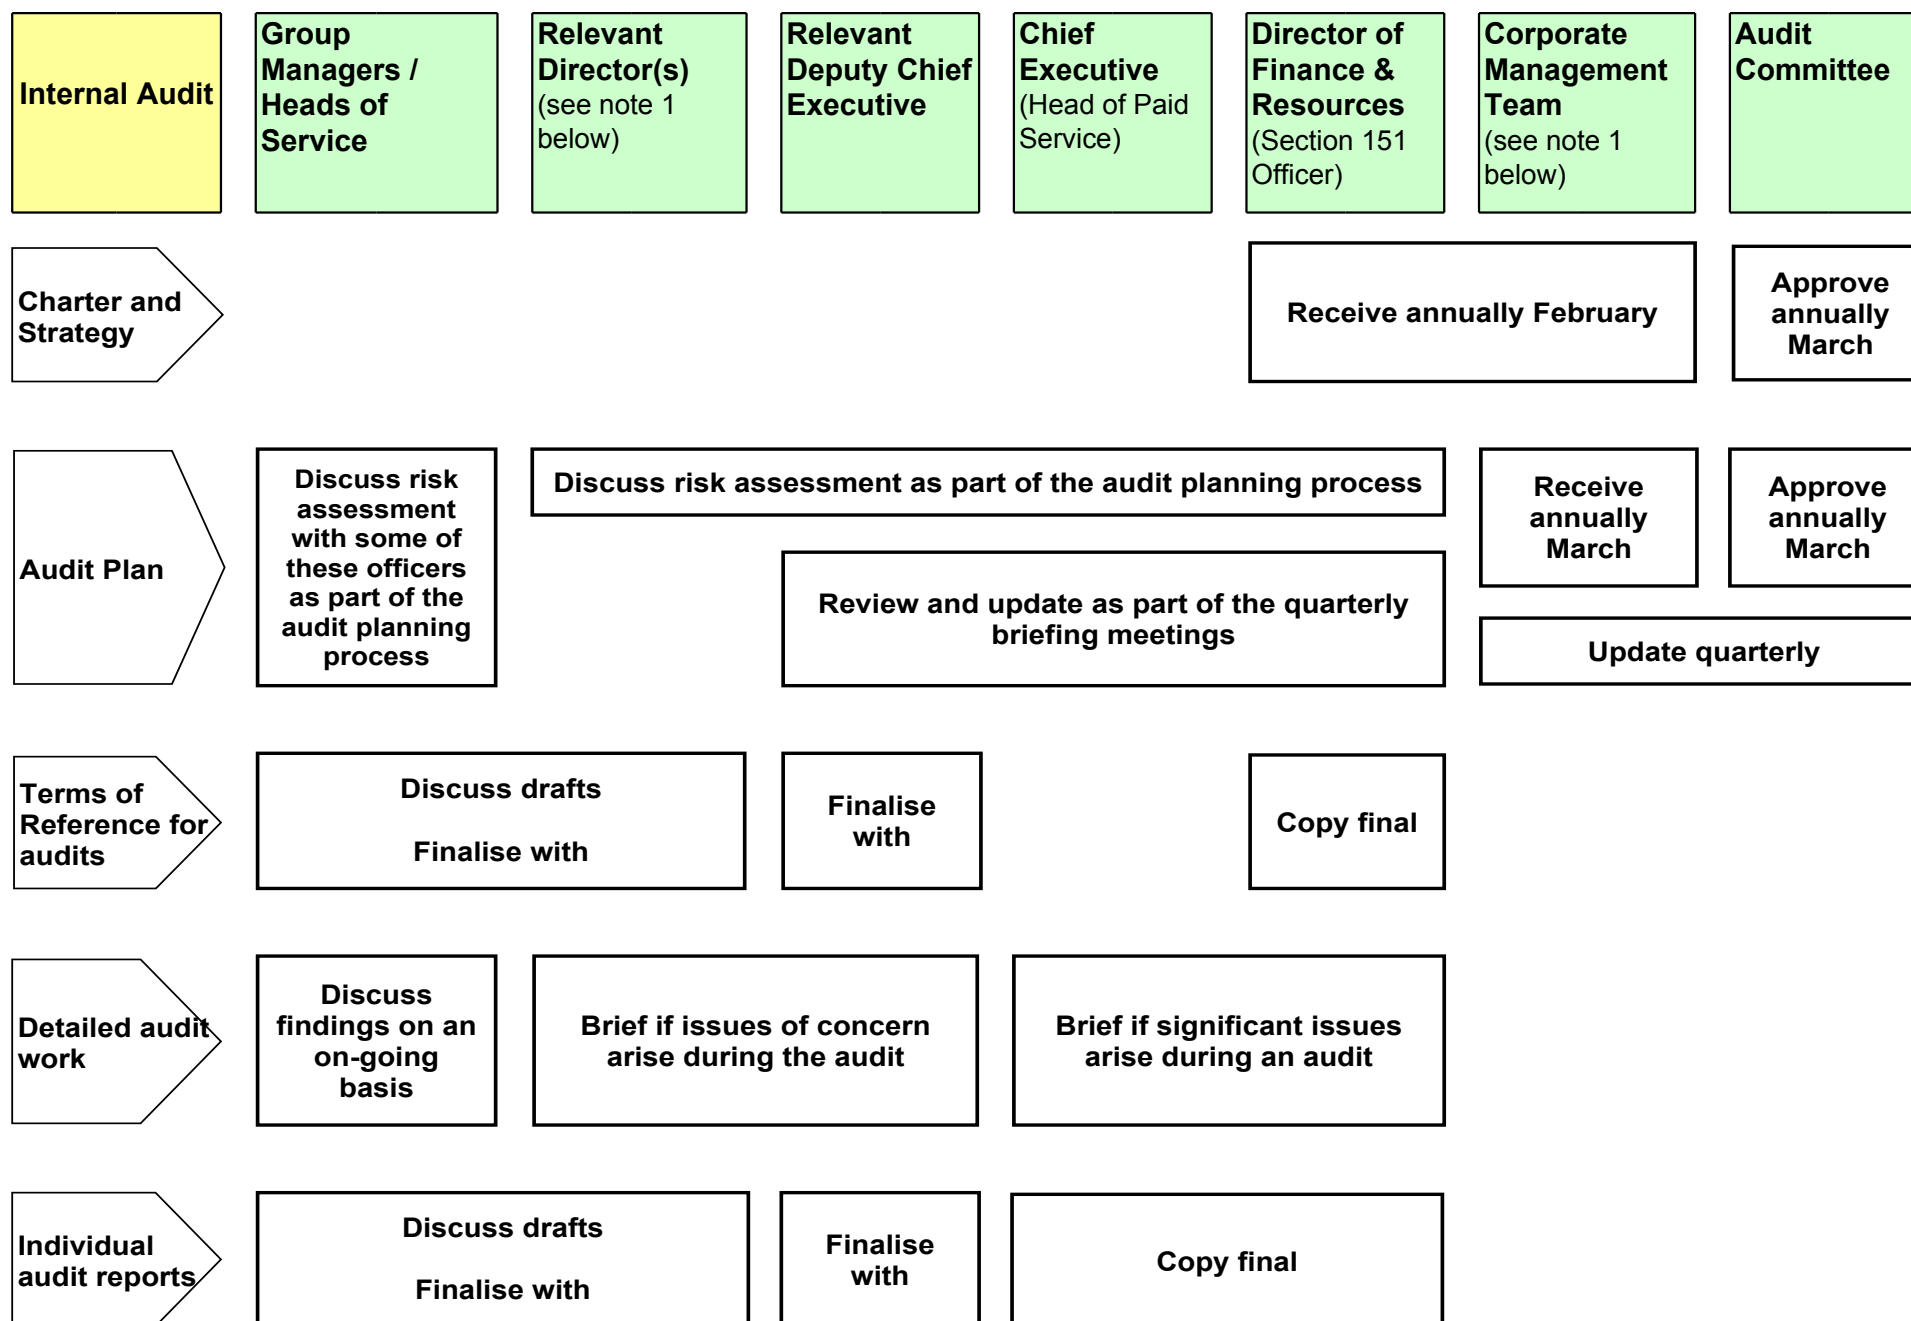 Internal Audit
Group
Managers /
Heads of
Service
Relevant
Director(s)
(see note 1
below)
Relevant
Deputy Chief
Executive
Chief
Executive
(Head of Paid
Service)
Director of
Finance &
Resources
(Section 151
Officer)
Corporate
Management
Team
(see note 1
below)
Audit
Committee
Charter and
Strategy
Receive annually February
Approve
annually
March
Audit Plan
Discuss risk
assessment
with some of
these officers
as part of the
audit planning
process
Discuss risk assessment as part of the audit planning process
Review and update as part of the quarterly
briefing meetings
Receive
annually
March
Approve
annually
March
Update quarterly
Terms of
Reference for
audits
Discuss drafts
Finalise with
Finalise
with
Copy final
Detailed audit
work
Discuss
findings on an
on-going
basis
Brief if issues of concern
arise during the audit
Brief if significant issues
arise during an audit
Individual
audit reports
Discuss drafts
Finalise with
Finalise
with
Copy final